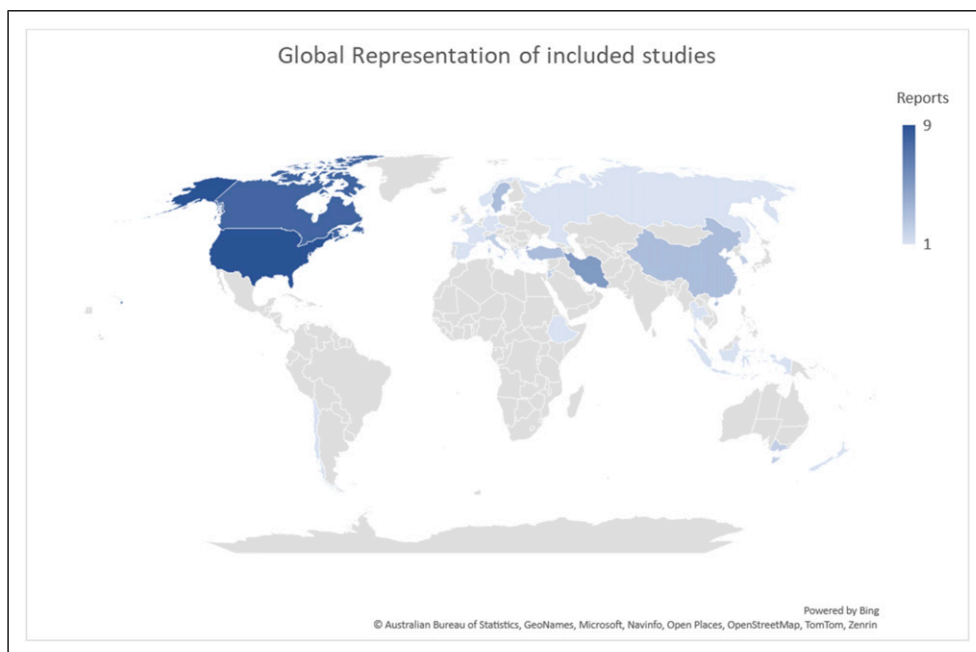 Global Representation of included studies
Reports
9
1
Powered by Bing
© Australian Bureau of Statistics, GeoNames, Microsoft, Navinfo, Open Places, OpenStreetMap, TomTom, Zenrin